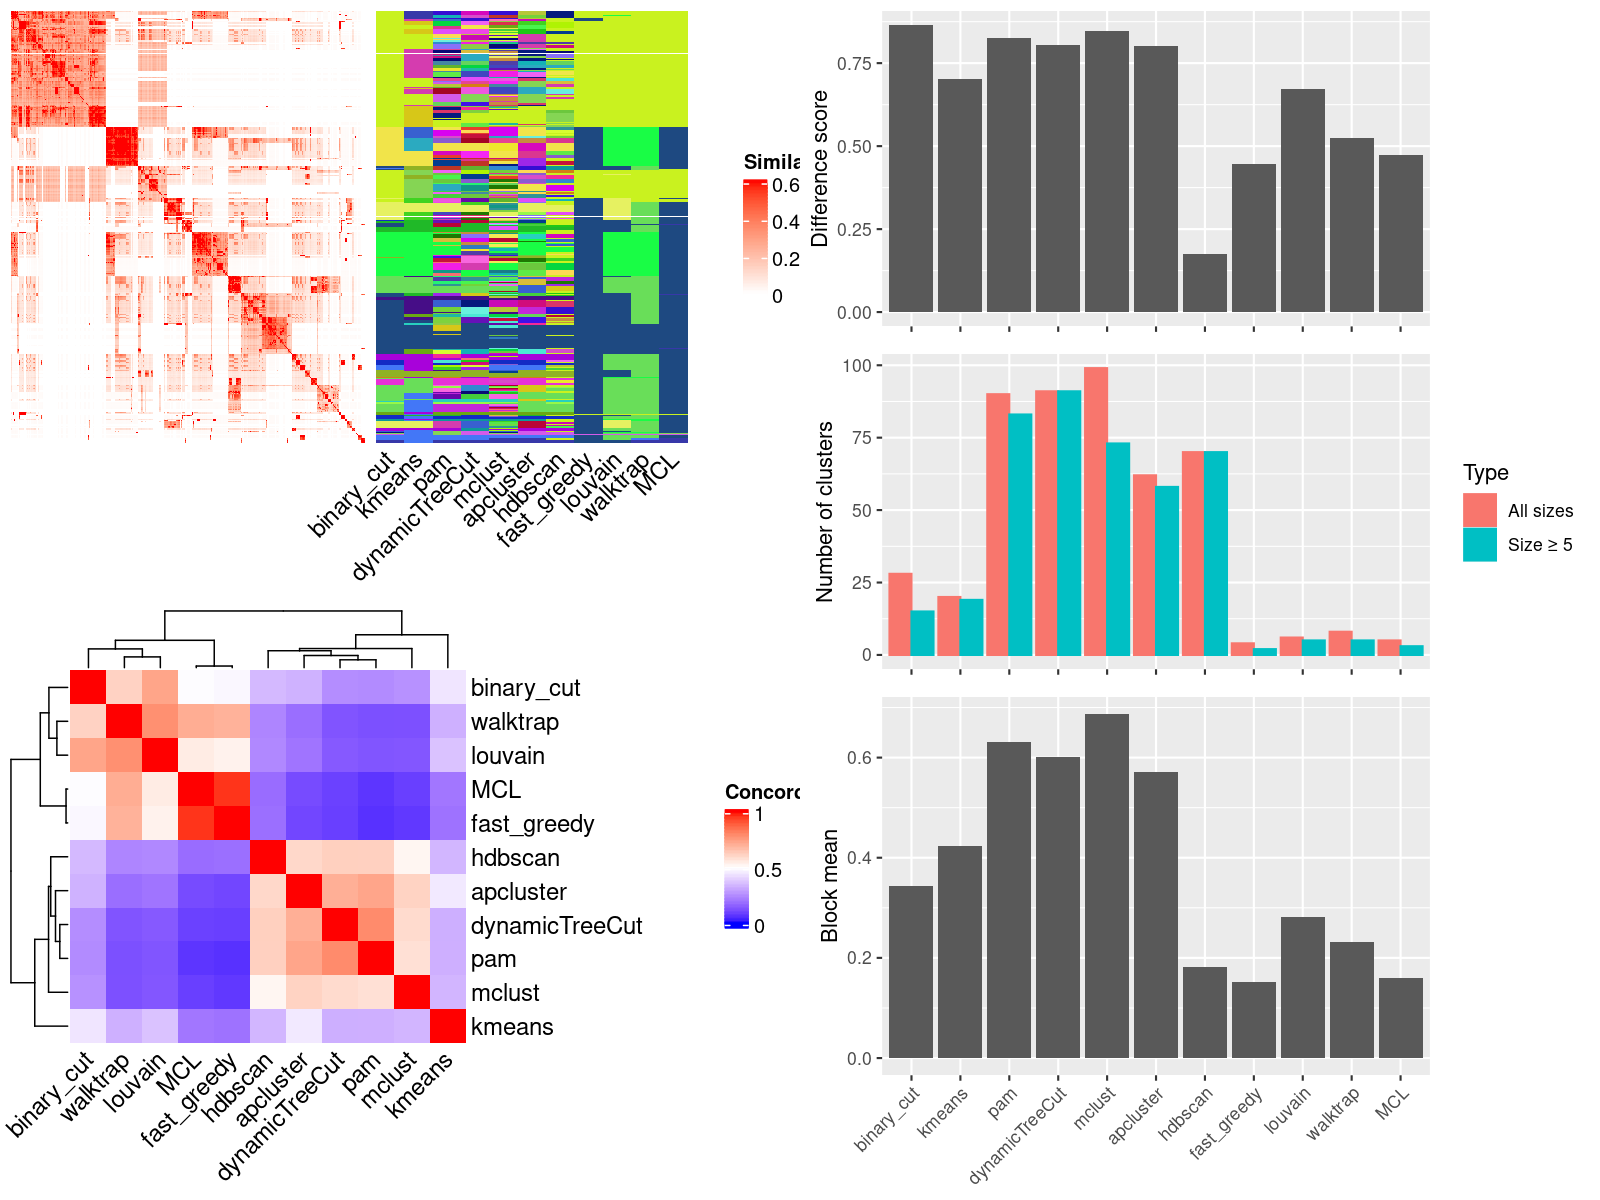 Simila
0.6
0.4
0.2
0
binary_cut
kmeans
pam
dynamicTreeCut
mclust
apcluster
hdbscan
fast_greedy
louvain
walktrap
MCL
binary_cut
walktrap
louvain
MCL
fast_greedy
hdbscan
apcluster
dynamicTreeCut
pam
mclust
kmeans
Concord
1
0.5
0
binary_cut
walktrap
louvain
MCL
fast_greedy
hdbscan
apcluster
dynamicTreeCut
pam
mclust
kmeans
Difference score
0.75
0.50
0.25
0.00
Number of clusters
100
75
50
25
0
Type
All sizes
Size ≥ 5
Block mean
0.6
0.4
0.2
0.0
binary_cut
kmeans
pam
dynamicTreeCut
mclust
apcluster
hdbscan
fast_greedy
louvain
walktrap
MCL